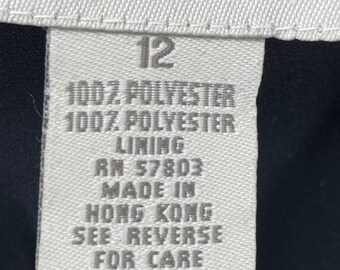 12
100% POLYESTER
100% POLYESTER
LINING
RN 57803
MADE IN
HONG KONG
SEE REVERSE
FOR CARE